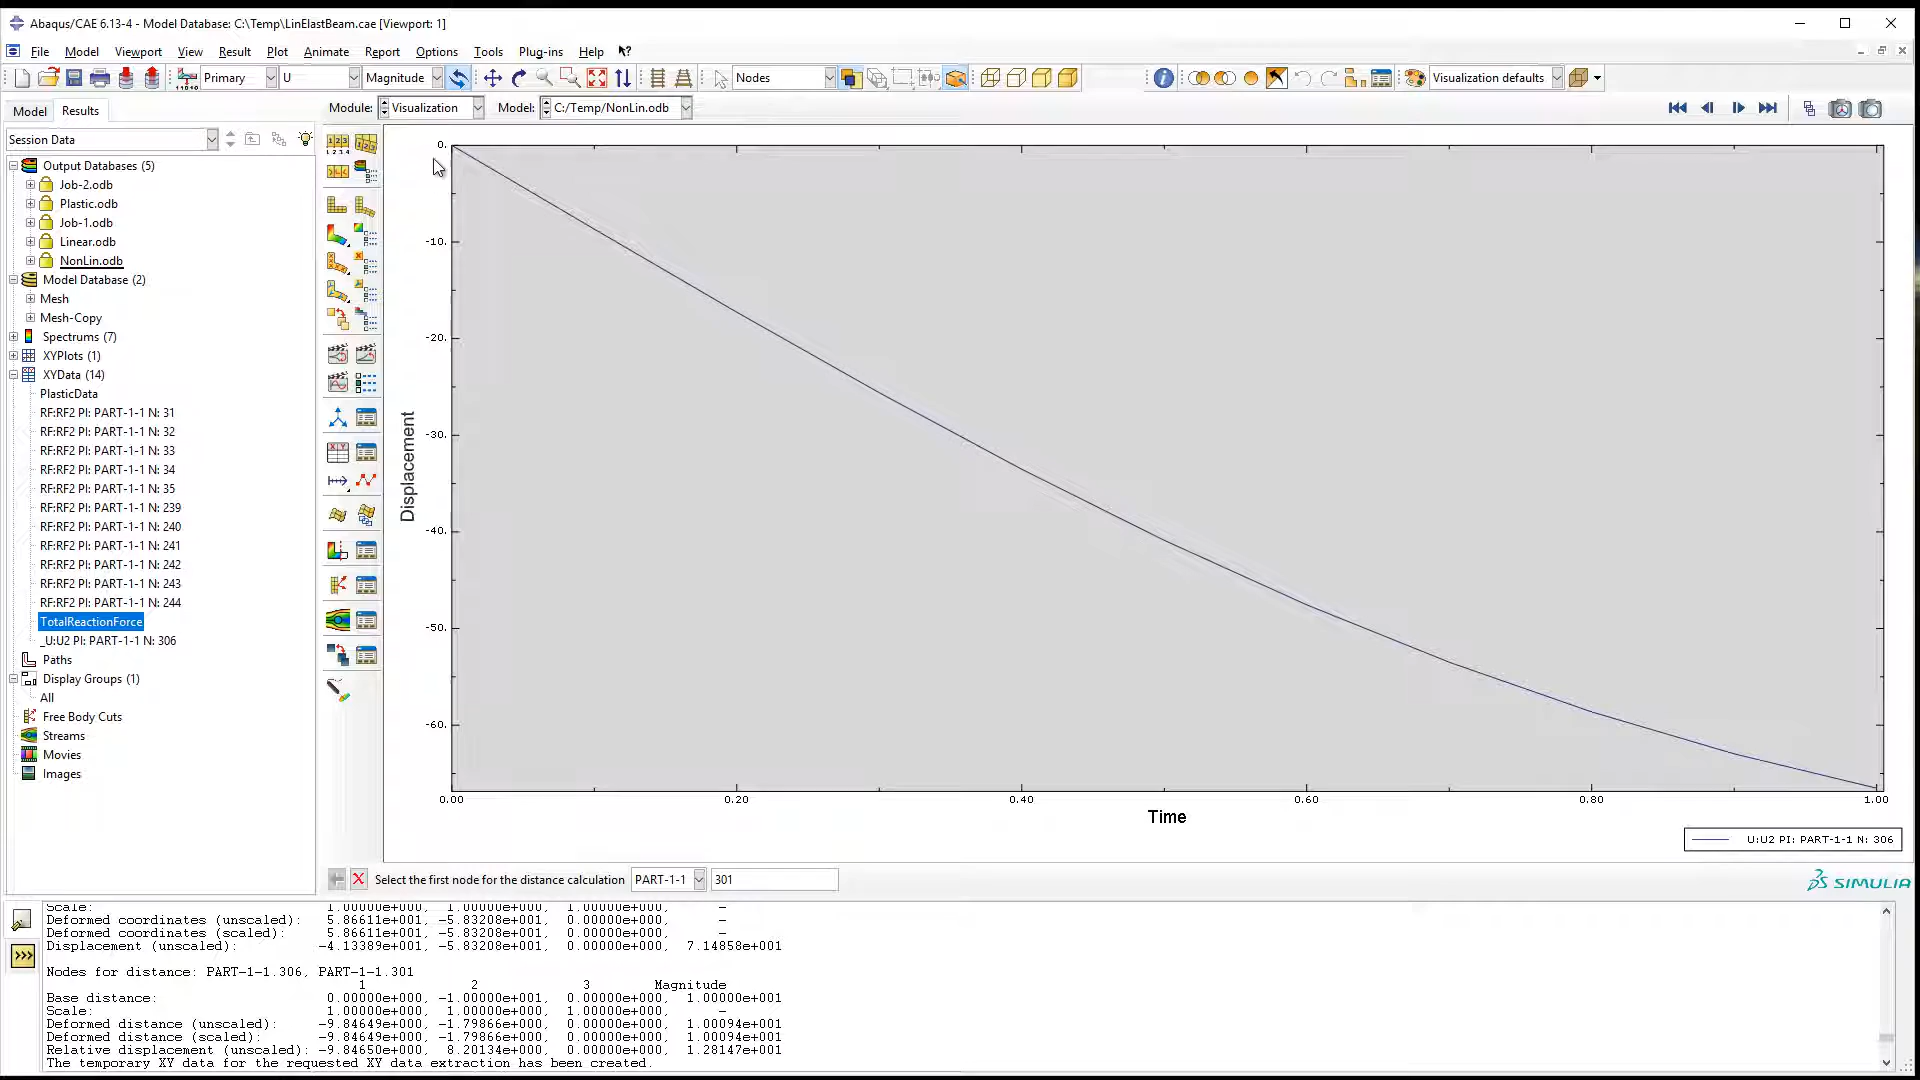 Abaqus/CAE 6.13-4 - Model Database: C:\Temp\LinElastBeam.cae [Viewport: 1]
File Model Viewport View Result Plot Animate Report Options Tools Plug-ins Help
Primary U Magnitude Nodes Visualization defaults
Model Results Module: Visualization Model: C:/Temp/NonLin.odb
Session Data
Output Databases (5)
Job-2.odb
Plastic.odb
Job-1.odb
Linear.odb
NonLin.odb
Model Database (2)
Mesh
Mesh-Copy
Spectrums (7)
XYPlots (1)
XYData (14)
PlasticData
RF:RF2 PI: PART-1-1 N: 31
RF:RF2 PI: PART-1-1 N: 32
RF:RF2 PI: PART-1-1 N: 33
RF:RF2 PI: PART-1-1 N: 34
RF:RF2 PI: PART-1-1 N: 35
RF:RF2 PI: PART-1-1 N: 239
RF:RF2 PI: PART-1-1 N: 240
RF:RF2 PI: PART-1-1 N: 241
RF:RF2 PI: PART-1-1 N: 242
RF:RF2 PI: PART-1-1 N: 243
RF:RF2 PI: PART-1-1 N: 244
TotalReactionForce
_U:U2 PI: PART-1-1 N: 306
Paths
Display Groups (1)
All
Free Body Cuts
Streams
Movies
Images
0.
-10.
-20.
-30.
-40.
-50.
-60.
Displacement
0.00 0.20 0.40 0.60 0.80 1.00
Time
U:U2 PI: PART-1-1 N: 306
Select the first node for the distance calculation PART-1-1 301
SIMULIA
Scale: 1.00000e+000, 1.00000e+000, 1.00000e+000, -
Deformed coordinates (unscaled): 5.86611e+001, -5.83208e+001, 0.00000e+000, -
Deformed coordinates (scaled): 5.86611e+001, -5.83208e+001, 0.00000e+000, -
Displacement (unscaled): -4.13389e+001, -5.83208e+001, 0.00000e+000, 7.14858e+001
Nodes for distance: PART-1-1.306, PART-1-1.301
1 2 3 Magnitude
Base distance: 0.00000e+000, -1.00000e+001, 0.00000e+000, 1.00000e+001
Scale: 1.00000e+000, 1.00000e+000, 1.00000e+000, -
Deformed distance (unscaled): -9.84649e+000, -1.79866e+000, 0.00000e+000, 1.00094e+001
Deformed distance (scaled): -9.84649e+000, -1.79866e+000, 0.00000e+000, 1.00094e+001
Relative displacement (unscaled): -9.84650e+000, 8.20134e+000, 0.00000e+000, 1.28147e+001
The temporary XY data for the requested XY data extraction has been created.